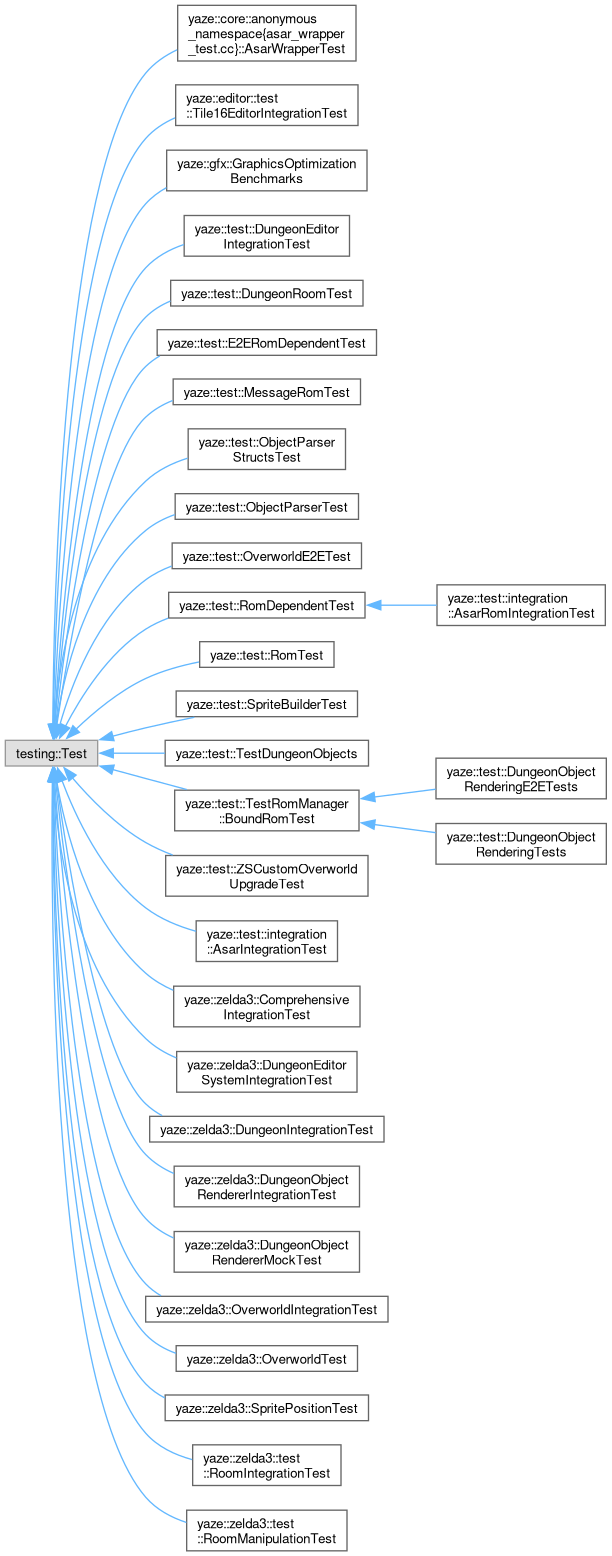 yaze::core::anonymous
_namespace{asar_wrapper
_test.cc}::AsarWrapperTest
yaze::editor::test
::Tile16EditorIntegrationTest
yaze::gfx::GraphicsOptimization
Benchmarks
yaze::test::DungeonEditor
IntegrationTest
yaze::test::DungeonRoomTest
yaze::test::E2ERomDependentTest
yaze::test::MessageRomTest
yaze::test::ObjectParser
StructsTest
yaze::test::ObjectParserTest
yaze::test::OverworldE2ETest
yaze::test::RomDependentTest
yaze::test::integration
::AsarRomIntegrationTest
yaze::test::RomTest
yaze::test::SpriteBuilderTest
testing::Test
yaze::test::TestDungeonObjects
yaze::test::TestRomManager
::BoundRomTest
yaze::test::DungeonObject
RenderingE2ETests
yaze::test::DungeonObject
RenderingTests
yaze::test::ZSCustomOverworld
UpgradeTest
yaze::test::integration
::AsarIntegrationTest
yaze::zelda3::Comprehensive
IntegrationTest
yaze::zelda3::DungeonEditor
SystemIntegrationTest
yaze::zelda3::DungeonIntegrationTest
yaze::zelda3::DungeonObject
RendererIntegrationTest
yaze::zelda3::DungeonObject
RendererMockTest
yaze::zelda3::OverworldIntegrationTest
yaze::zelda3::OverworldTest
yaze::zelda3::SpritePositionTest
yaze::zelda3::test
::RoomIntegrationTest
yaze::zelda3::test
::RoomManipulationTest